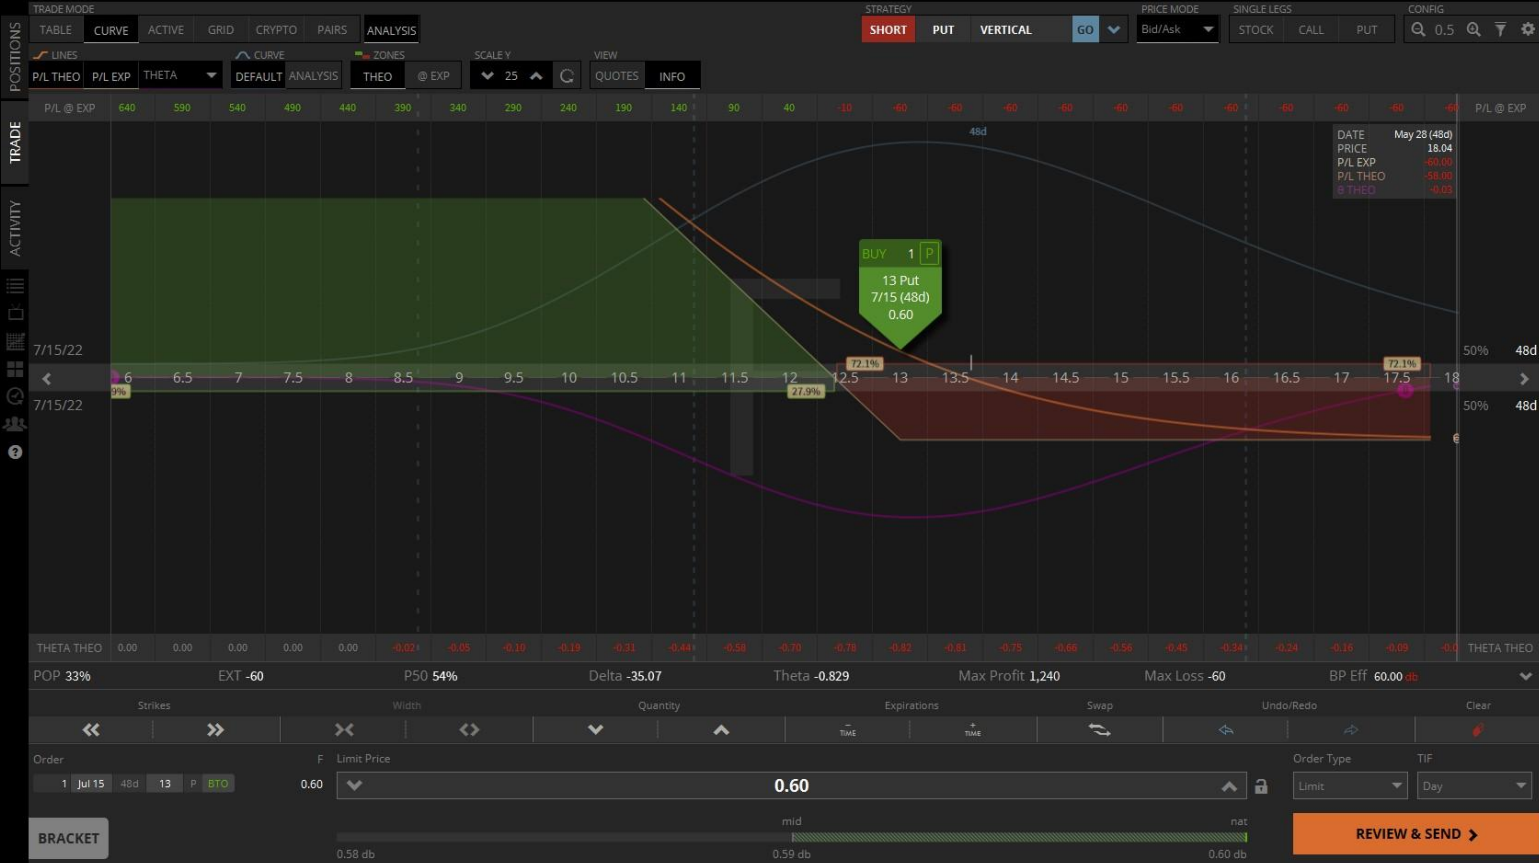 TRADE MODE STRATEGY PRICE MODE SINGLE LEGS CONFIG
TABLE CURVE ACTIVE GRID CRYPTO PAIRS ANALYSIS SHORT PUT VERTICAL GO Bid/Ask STOCK CALL PUT 0.5
LINES CURVE ZONES SCALE Y VIEW
P/L THEO P/L EXP THETA DEFAULT ANALYSIS THEO @ EXP 25 QUOTES INFO
POSITIONS
TRADE
ACTIVITY
P/L @ EXP 640 590 540 490 440 390 340 290 240 190 140 90 40 -10 -60 -60 -60 -60 -60 -60 -60 -60 -60 -60 P/L @ EXP
48d
DATE May 28 (48d)
PRICE 18.04
P/L EXP -60.00
P/L THEO -58.00
θ THEO -0.03
BUY 1 P
13 Put
7/15 (48d)
0.60
7/15/22 50% 48d
72.1% 72.1%
6 6.5 7 7.5 8 8.5 9 9.5 10 10.5 11 11.5 12 12.5 13 13.5 14 14.5 15 15.5 16 16.5 17 17.5 18
9% 27.9%
7/15/22 50% 48d
THETA THEO 0.00 0.00 0.00 0.00 0.00 -0.02 -0.05 -0.10 -0.19 -0.31 -0.44 -0.58 -0.70 -0.78 -0.82 -0.81 -0.75 -0.66 -0.56 -0.45 -0.34 -0.24 -0.16 -0.09 -0.0 THETA THEO
POP 33% EXT -60 P50 54% Delta -35.07 Theta -0.829 Max Profit 1,240 Max Loss -60 BP Eff 60.00 db
Strikes Width Quantity Expirations Swap Undo/Redo Clear
− TIME + TIME
Order F Limit Price Order Type TIF
1 Jul 15 48d 13 P BTO 0.60 0.60 Limit Day
mid nat
BRACKET REVIEW & SEND
0.58 db 0.59 db 0.60 db